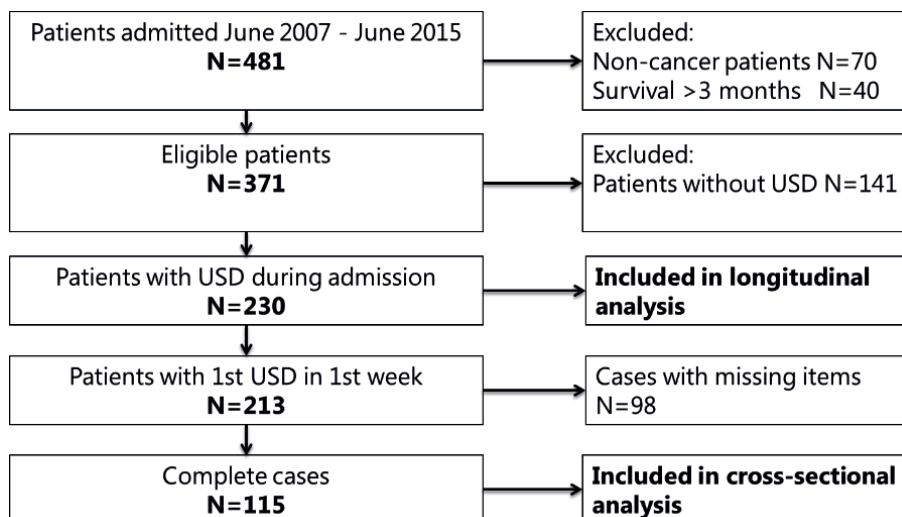 Patients admitted June 2007 - June 2015
N=481
Excluded:
Non-cancer patients N=70
Survival >3 months N=40
Eligible patients
N=371
Excluded:
Patients without USD N=141
Patients with USD during admission
N=230
Included in longitudinal
analysis
Patients with 1st USD in 1st week
N=213
Cases with missing items
N=98
Complete cases
N=115
Included in cross-sectional
analysis